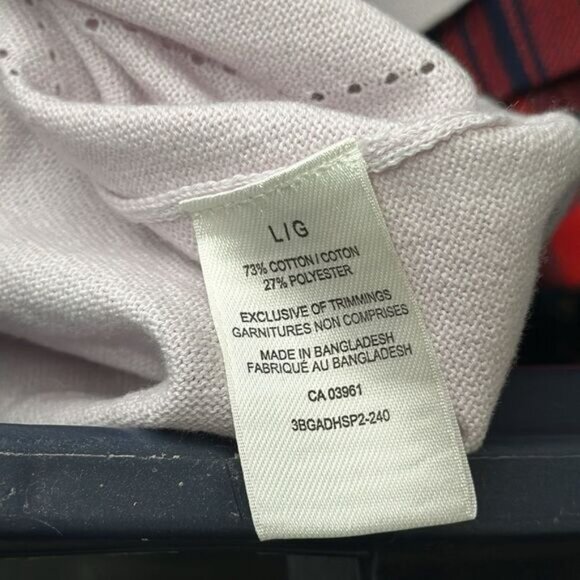 L/G
73% COTTON / COTON
27% POLYESTER
EXCLUSIVE OF TRIMMINGS
GARNITURES NON COMPRISES
MADE IN BANGLADESH
FABRIQUÉ AU BANGLADESH
CA 03961
3BGADHSP2-240